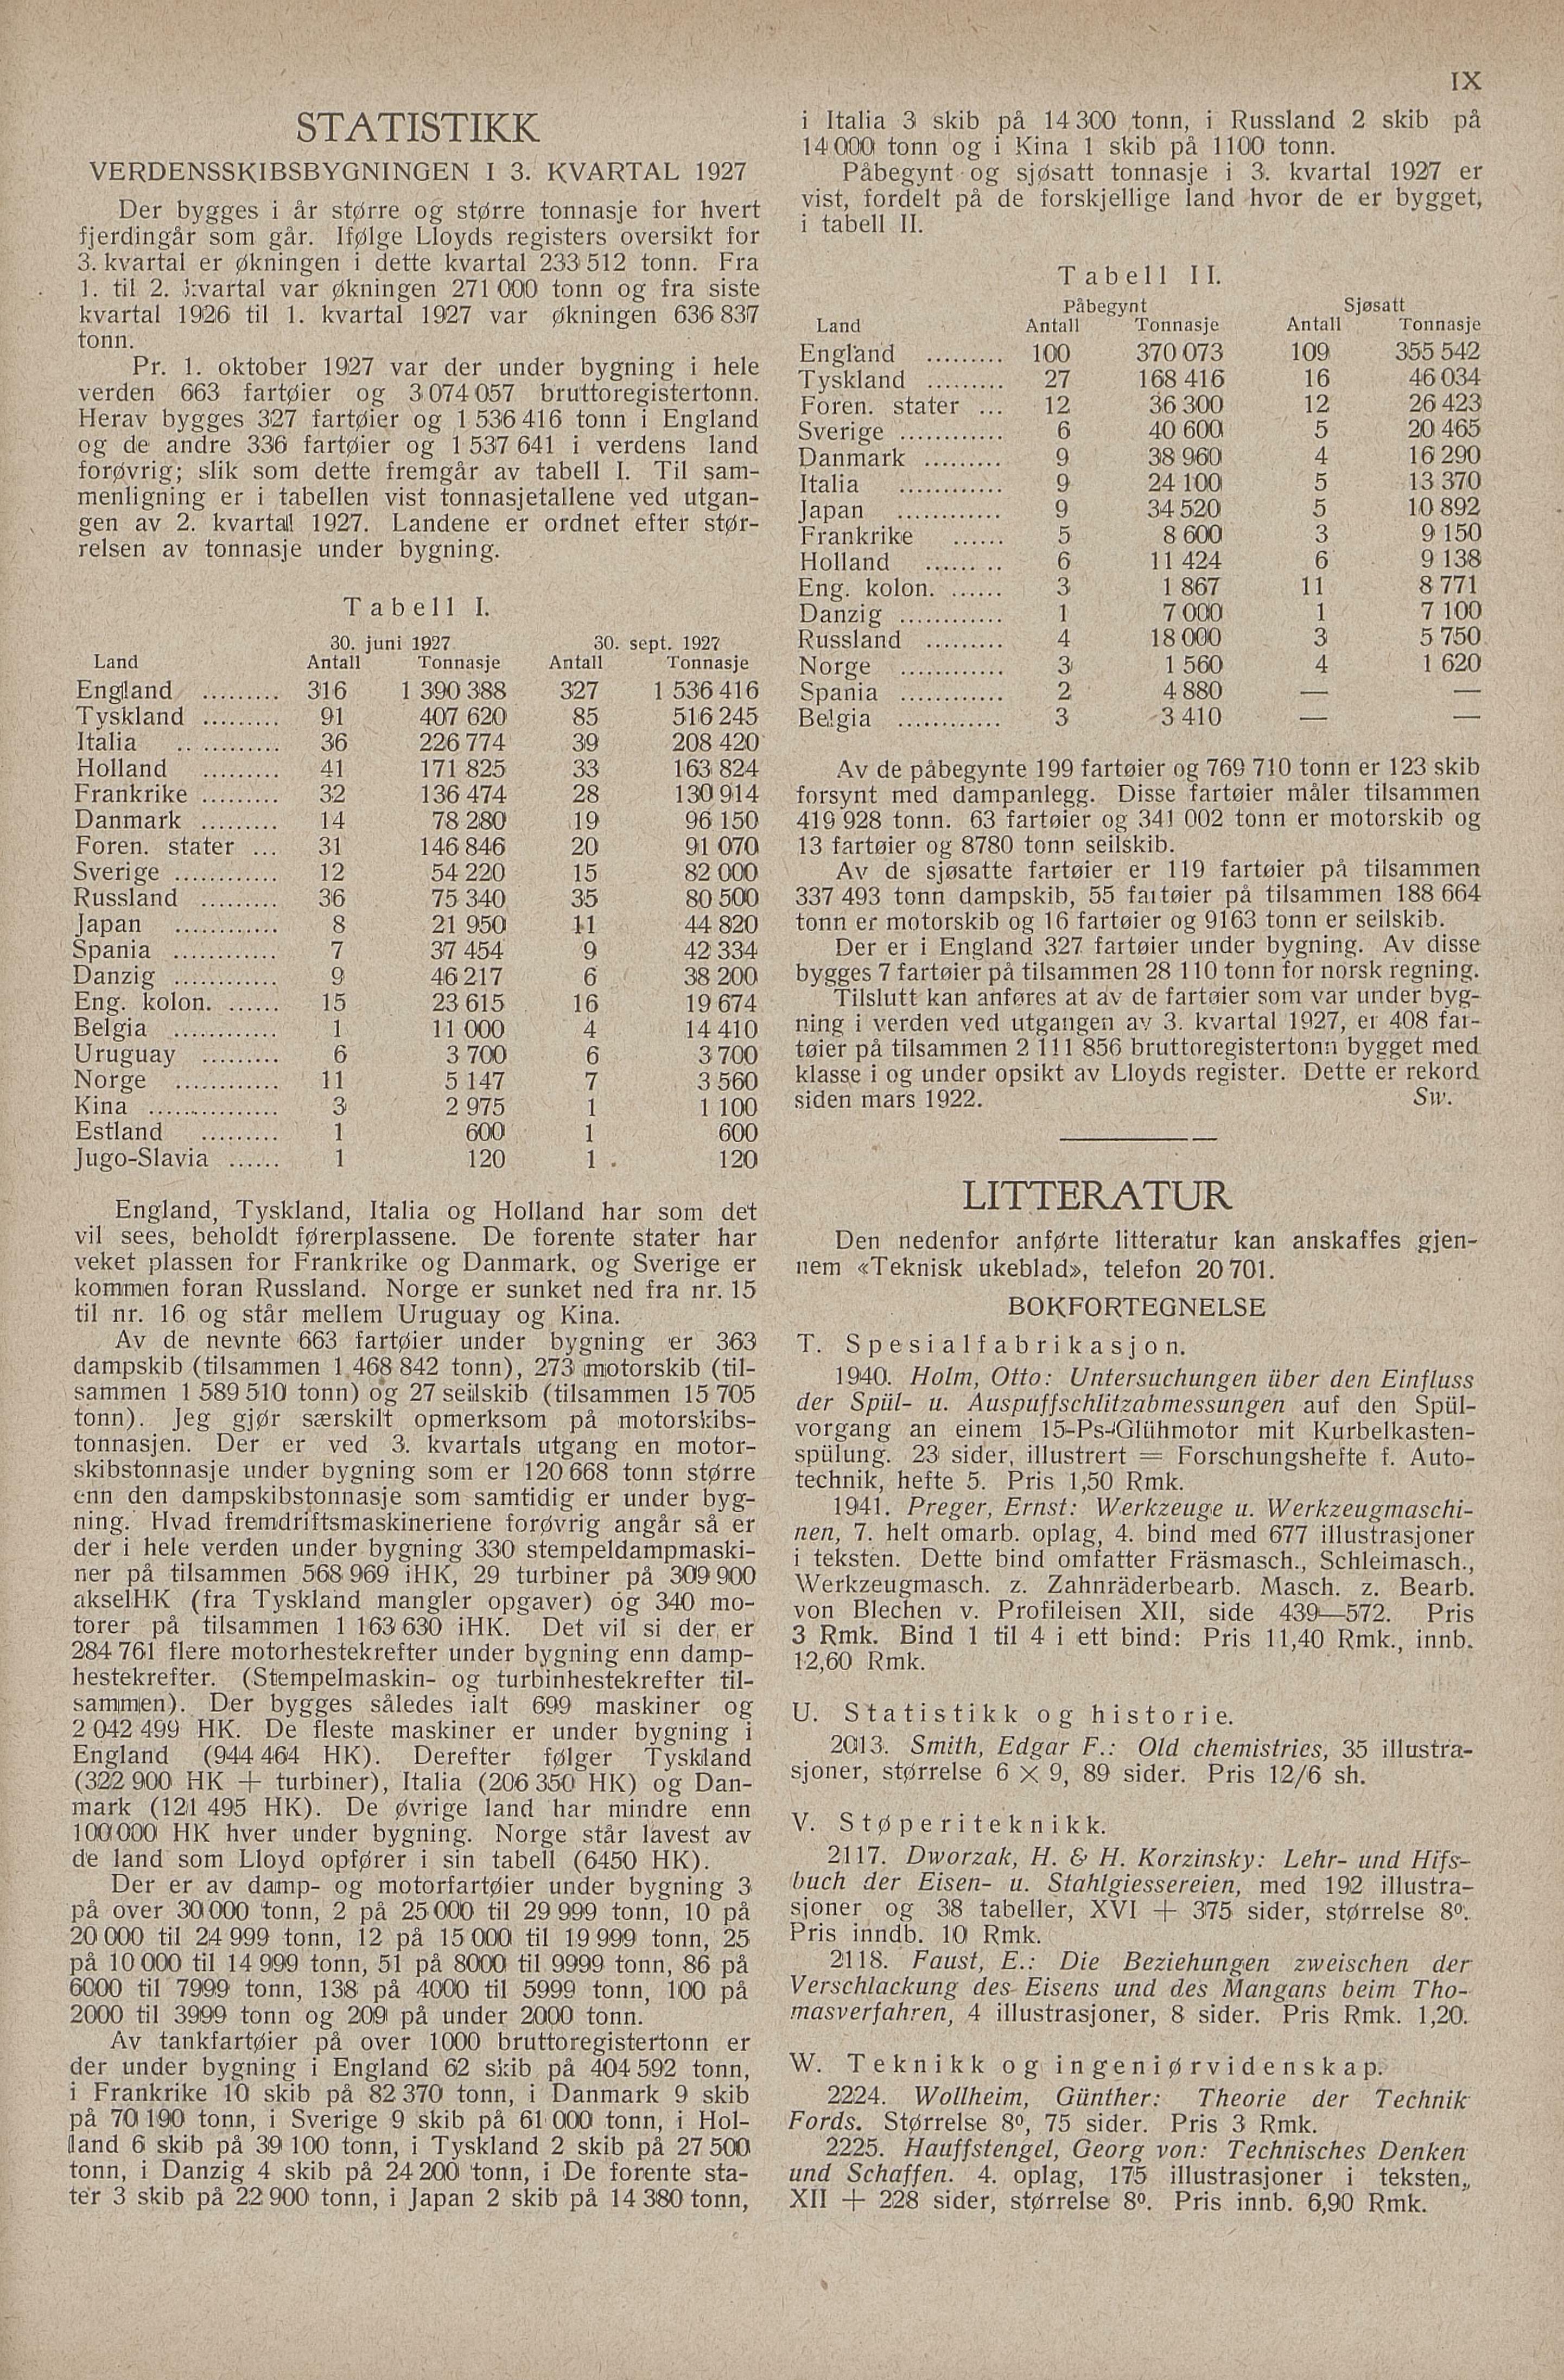 IX
STATISTIKK
VERDENSSKIBSBYGNINGEN I 3. KVARTAL 1927
Der bygges i år større og større tonnasje for hvert
fjerdingår som går. Ifølge Lloyds registers oversikt for
3. kvartal er økningen i dette kvartal 233 512 tonn. Fra
1. til 2. kvartal var økningen 271 000 tonn og fra siste
kvartal 1926 til 1. kvartal 1927 var økningen 636 837
tonn.
Pr. 1. oktober 1927 var der under bygning i hele
verden 663 fartøier og 3 074 057 bruttoregistertonn.
Herav bygges 327 fartøier og 1 536 416 tonn i England
og de andre 336 fartøier og 1 537 641 i verdens land
forøvrig; slik som dette fremgår av tabell I. Til sam-
menligning er i tabellen vist tonnasjetallene ved utgan-
gen av 2. kvartal 1927. Landene er ordnet efter stør-
relsen av tonnasje under bygning.
Tabell I.
30. juni 1927 30. sept. 1927
Land Antall Tonnasje Antall Tonnasje
England ......... 316 1 390 388 327 1 536 416
Tyskland ......... 91 407 620 85 516 245
Italia .. ......... 36 226 774 39 208 420
Holland ......... 41 171 825 33 163 824
Frankrike ......... 32 136 474 28 130 914
Danmark ......... 14 78 280 19 96 150
Foren. stater ... 31 146 846 20 91 070
Sverige ............ 12 54 220 15 82 000
Russland ......... 36 75 340 35 80 500
Japan ............ 8 21 950 11 44 820
Spania ............ 7 37 454 9 42 334
Danzig ............ 9 46 217 6 38 200
Eng. kolon. ...... 15 23 615 16 19 674
Belgia ............ 1 11 000 4 14 410
Uruguay ......... 6 3 700 6 3 700
Norge ............ 11 5 147 7 3 560
Kina ............... 3 2 975 1 1 100
Estland ......... 1 600 1 600
Jugo-Slavia ...... 1 120 1 . 120
England, Tyskland, Italia og Holland har som det
vil sees, beholdt førerplassene. De forente stater har
veket plassen for Frankrike og Danmark, og Sverige er
kommen foran Russland. Norge er sunket ned fra nr. 15
til nr. 16 og står mellem Uruguay og Kina.
Av de nevnte 663 fartøier under bygning er 363
dampskib (tilsammen 1 468 842 tonn), 273 motorskib (til-
sammen 1 589 510 tonn) og 27 seilskib (tilsammen 15 705
tonn). Jeg gjør særskilt opmerksom på motorskibs-
tonnasjen. Der er ved 3. kvartals utgang en motor-
skibstonnasje under bygning som er 120 668 tonn større
enn den dampskibstonnasje som samtidig er under byg-
ning. Hvad fremdriftsmaskineriene forøvrig angår så er
der i hele verden under bygning 330 stempeldampmaski-
ner på tilsammen 568 969 iHK, 29 turbiner på 309 900
akselHK (fra Tyskland mangler opgaver) og 340 mo-
torer på tilsammen 1 163 630 iHK. Det vil si der er
284 761 flere motorhestekrefter under bygning enn damp-
hestekrefter. (Stempelmaskin- og turbinhestekrefter til-
sammen). Der bygges således ialt 699 maskiner og
2 042 499 HK. De fleste maskiner er under bygning i
England (944 464 HK). Derefter følger Tyskland
(322 900 HK + turbiner), Italia (206 350 HK) og Dan-
mark (121 495 HK). De øvrige land har mindre enn
100 000 HK hver under bygning. Norge står lavest av
de land som Lloyd opfører i sin tabell (6450 HK).
Der er av damp- og motorfartøier under bygning 3
på over 30 000 tonn, 2 på 25 000 til 29 999 tonn, 10 på
20 000 til 24 999 tonn, 12 på 15 000 til 19 999 tonn, 25
på 10 000 til 14 999 tonn, 51 på 8000 til 9999 tonn, 86 på
6000 til 7999 tonn, 138 på 4000 til 5999 tonn, 100 på
2000 til 3999 tonn og 209 på under 2000 tonn.
Av tankfartøier på over 1000 bruttoregistertonn er
der under bygning i England 62 skib på 404 592 tonn,
i Frankrike 10 skib på 82 370 tonn, i Danmark 9 skib
på 70 190 tonn, i Sverige 9 skib på 61 000 tonn, i Hol-
land 6 skib på 39 100 tonn, i Tyskland 2 skib på 27 500
tonn, i Danzig 4 skib på 24 200 tonn, i De forente sta-
ter 3 skib på 22 900 tonn, i Japan 2 skib på 14 380 tonn,
i Italia 3 skib på 14 300 tonn, i Russland 2 skib på
14 000 tonn og i Kina 1 skib på 1100 tonn.
Påbegynt og sjøsatt tonnasje i 3. kvartal 1927 er
vist, fordelt på de forskjellige land hvor de er bygget,
i tabell II.
Tabell II.
Påbegynt Sjøsatt
Land Antall Tonnasje Antall Tonnasje
England ......... 100 370 073 109 355 542
Tyskland ......... 27 168 416 16 46 034
Foren. stater ... 12 36 300 12 26 423
Sverige ............ 6 40 600 5 20 465
Danmark ......... 9 38 960 4 16 290
Italia ............ 9 24 100 5 13 370
Japan ............ 9 34 520 5 10 892
Frankrike ...... 5 8 600 3 9 150
Holland ...... .. 6 11 424 6 9 138
Eng. kolon. ...... 3 1 867 11 8 771
Danzig ............ 1 7 000 1 7 100
Russland ......... 4 18 000 3 5 750
Norge ............ 3 1 560 4 1 620
Spania ............ 2 4 880 — —
Belgia ............ 3 3 410 — —
Av de påbegynte 199 fartøier og 769 710 tonn er 123 skib
forsynt med dampanlegg. Disse fartøier måler tilsammen
419 928 tonn. 63 fartøier og 341 002 tonn er motorskib og
13 fartøier og 8780 tonn seilskib.
Av de sjøsatte fartøier er 119 fartøier på tilsammen
337 493 tonn dampskib, 55 fartøier på tilsammen 188 664
tonn er motorskib og 16 fartøier og 9163 tonn er seilskib.
Der er i England 327 fartøier under bygning. Av disse
bygges 7 fartøier på tilsammen 28 110 tonn for norsk regning.
Tilslutt kan anføres at av de fartøier som var under byg-
ning i verden ved utgangen av 3. kvartal 1927, er 408 far-
tøier på tilsammen 2 111 856 bruttoregistertonn bygget med
klasse i og under opsikt av Lloyds register. Dette er rekord
siden mars 1922. Sw.
LITTERATUR
Den nedenfor anførte litteratur kan anskaffes gjen-
nem «Teknisk ukeblad», telefon 20 701.
BOKFORTEGNELSE
T. Spesialfabrikasjon.
1940. Holm, Otto: Untersuchungen über den Einfluss
der Spül- u. Auspuffschlitzabmessungen auf den Spül-
vorgang an einem 15-Ps-Glühmotor mit Kurbelkasten-
spülung. 23 sider, illustrert = Forschungshefte f. Auto-
technik, hefte 5. Pris 1,50 Rmk.
1941. Preger, Ernst: Werkzeuge u. Werkzeugmaschi-
nen, 7. helt omarb. oplag, 4. bind med 677 illustrasjoner
i teksten. Dette bind omfatter Fräsmasch., Schleimasch.,
Werkzeugmasch. z. Zahnräderbearb. Masch. z. Bearb.
von Blechen v. Profileisen XII, side 439—572. Pris
3 Rmk. Bind 1 til 4 i ett bind: Pris 11,40 Rmk., innb.
12,60 Rmk.
U. Statistikk og historie.
2013. Smith, Edgar F.: Old chemistries, 35 illustra-
sjoner, størrelse 6 × 9, 89 sider. Pris 12/6 sh.
V. Støperiteknikk.
2117. Dworzak, H. & H. Korzinsky: Lehr- und Hifs-
buch der Eisen- u. Stahlgiessereien, med 192 illustra-
sjoner og 38 tabeller, XVI + 375 sider, størrelse 8º.
Pris inndb. 10 Rmk.
2118. Faust, E.: Die Beziehungen zweischen der
Verschlackung des Eisens und des Mangans beim Tho-
masverfahren, 4 illustrasjoner, 8 sider. Pris Rmk. 1,20.
W. Teknikk og ingeniørvidenskap.
2224. Wollheim, Günther: Theorie der Technik
Fords. Størrelse 8º, 75 sider. Pris 3 Rmk.
2225. Hauffstengel, Georg von: Technisches Denken
und Schaffen. 4. oplag, 175 illustrasjoner i teksten,
XII + 228 sider, størrelse 8º. Pris innb. 6,90 Rmk.